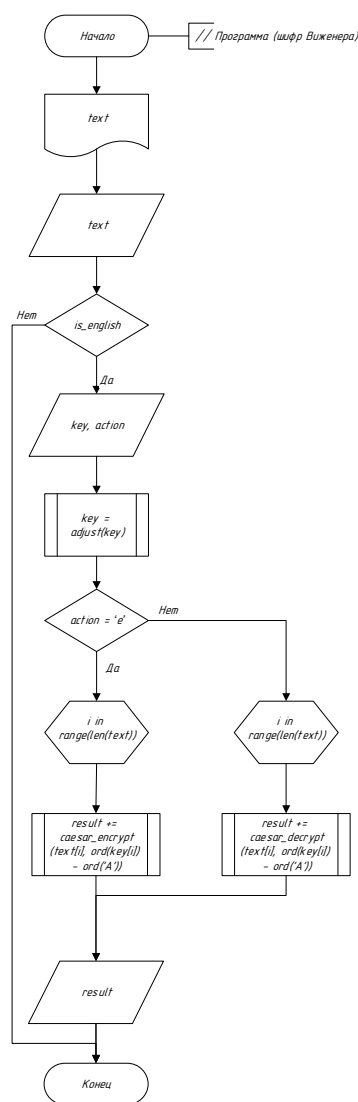 Начало
// Программа (шифр Виженера)
text
text
Нет
is_english
Да
key, action
key =
adjust(key)
action = ‘e’
Нет
Да
i in
range(len(text))
i in
range(len(text))
result +=
caesar_encrypt
(text[i], ord(key[i])
– ord(‘A’))
result +=
caesar_decrypt
(text[i], ord(key[i])
– ord(‘A’))
result
Конец